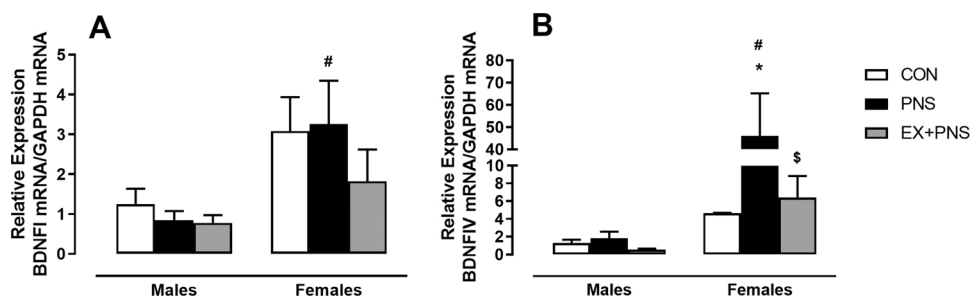 A
Relative Expression
BDNFI mRNA/GAPDH mRNA
5
4
3
2
1
0
#
Males
Females
B
Relative Expression
BDNFIV mRNA/GAPDH mRNA
80
70
60
50
40
10
8
6
4
2
0
#
*
$
Males
Females
CON
PNS
EX+PNS